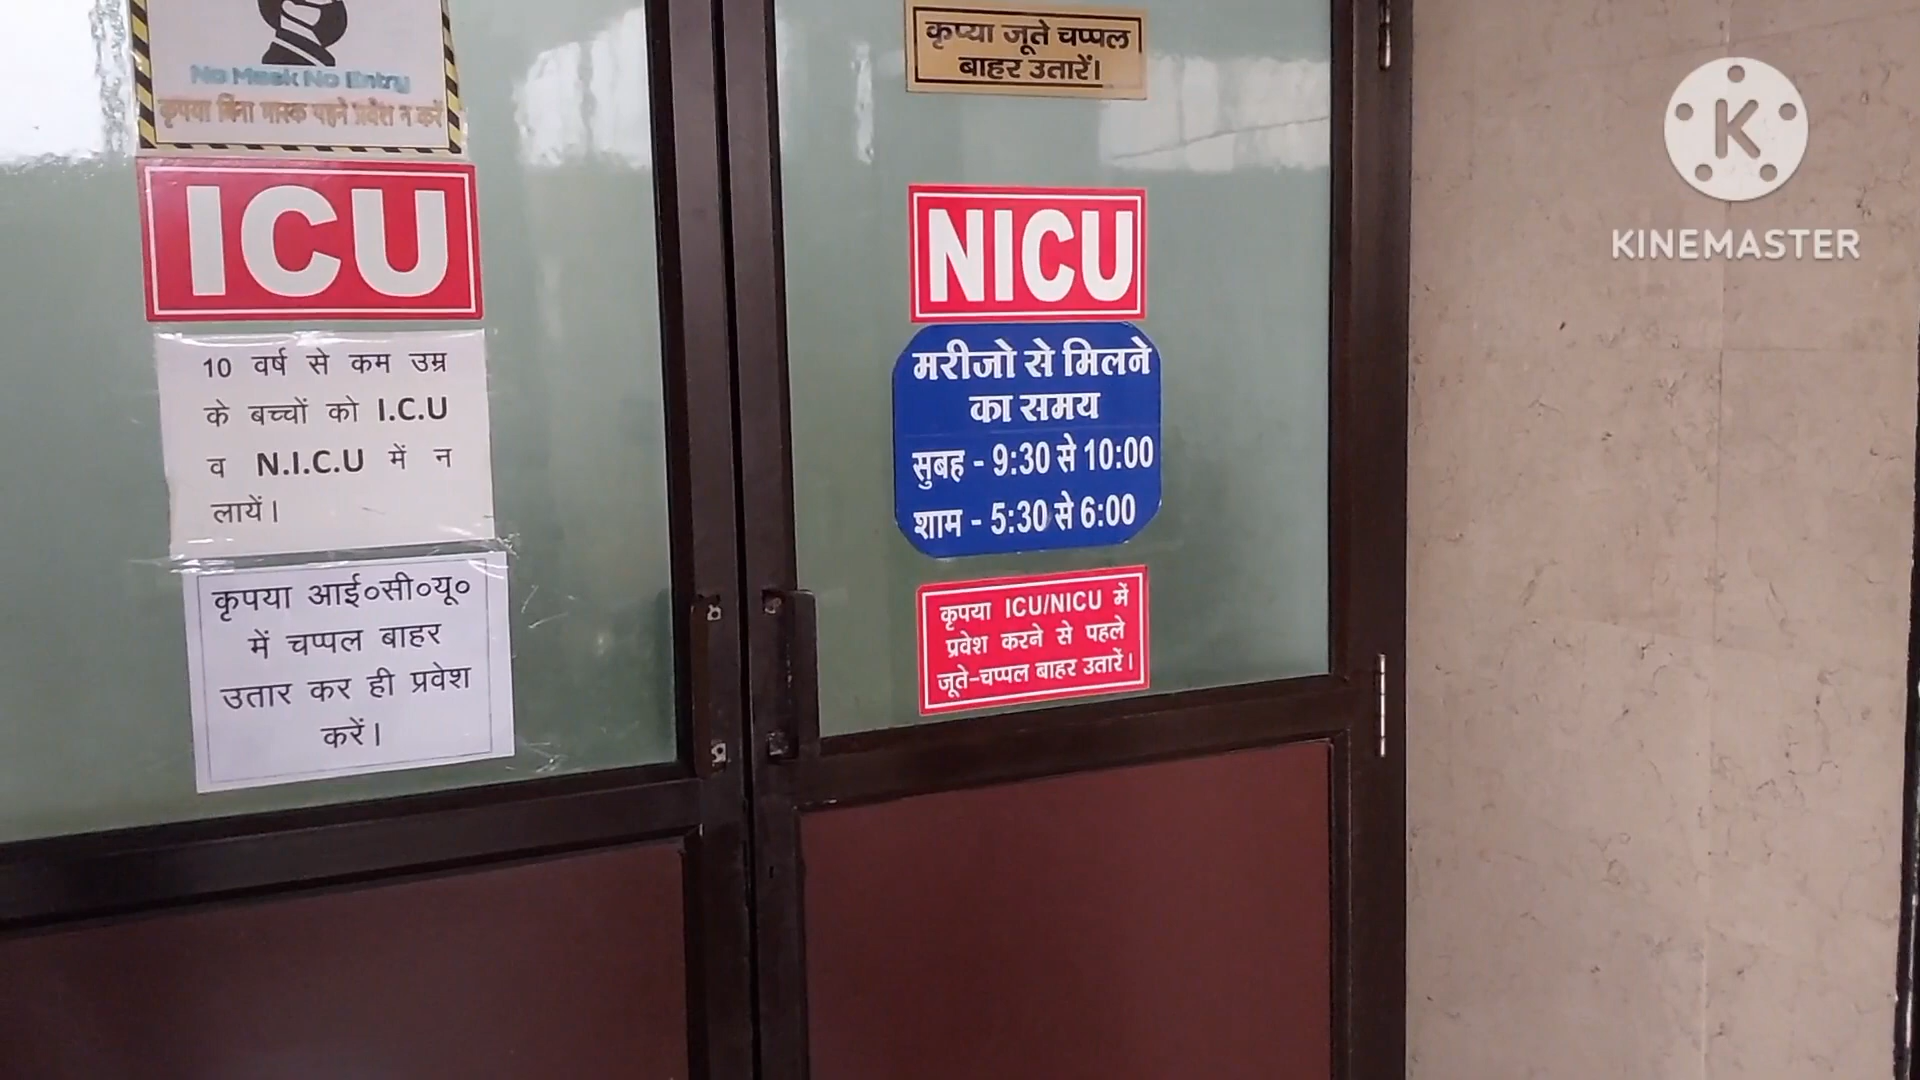 No Mask No Entry
कृपया बिना मास्क पहने प्रवेश न करें
ICU
10 वर्ष से कम उम्र
के बच्चों को I.C.U
व N.I.C.U में न
लायें।
कृपया आई०सी०यू०
में चप्पल बाहर
उतार कर ही प्रवेश
करें।
कृप्या जूते चप्पल
बाहर उतारें।
NICU
मरीजो से मिलने
का समय
सुबह - 9:30 से 10:00
शाम - 5:30 से 6:00
कृपया ICU/NICU में
प्रवेश करने से पहले
जूते-चप्पल बाहर उतारें।
K
KINEMASTER